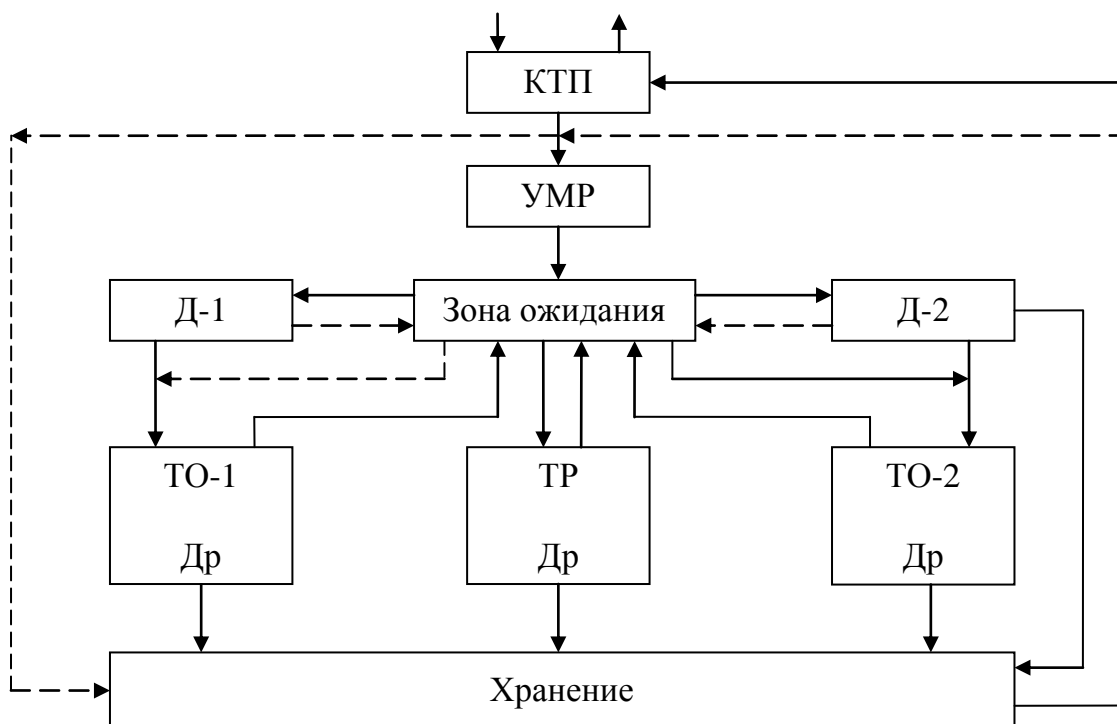 КТП
УМР
Д-1
Зона ожидания
Д-2
ТО-1
ТР
ТО-2
Др
Др
Др
Хранение